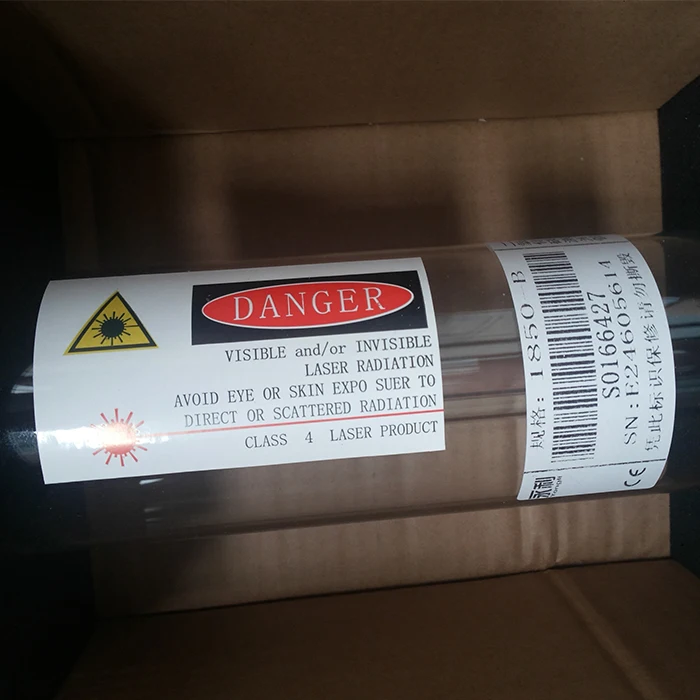 DANGER
VISIBLE and/or INVISIBLE
LASER RADIATION
AVOID EYE OR SKIN EXPO SUER TO
DIRECT OR SCATTERED RADIATION
CLASS 4 LASER PRODUCT
规格: 1850-B
S0166427
SN:E24605614
凭此标识保修请勿撕毁
CE